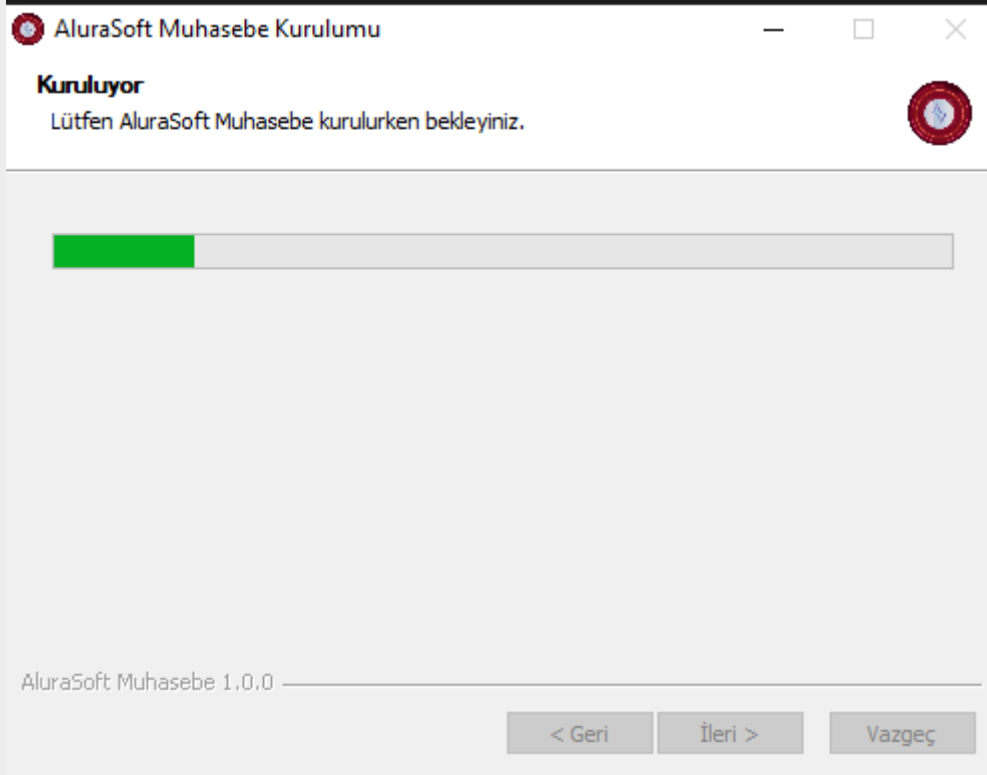 AluraSoft Muhasebe Kurulumu
Kuruluyor
Lütfen AluraSoft Muhasebe kurulurken bekleyiniz.
AluraSoft Muhasebe 1.0.0
< Geri
İleri >
Vazgeç